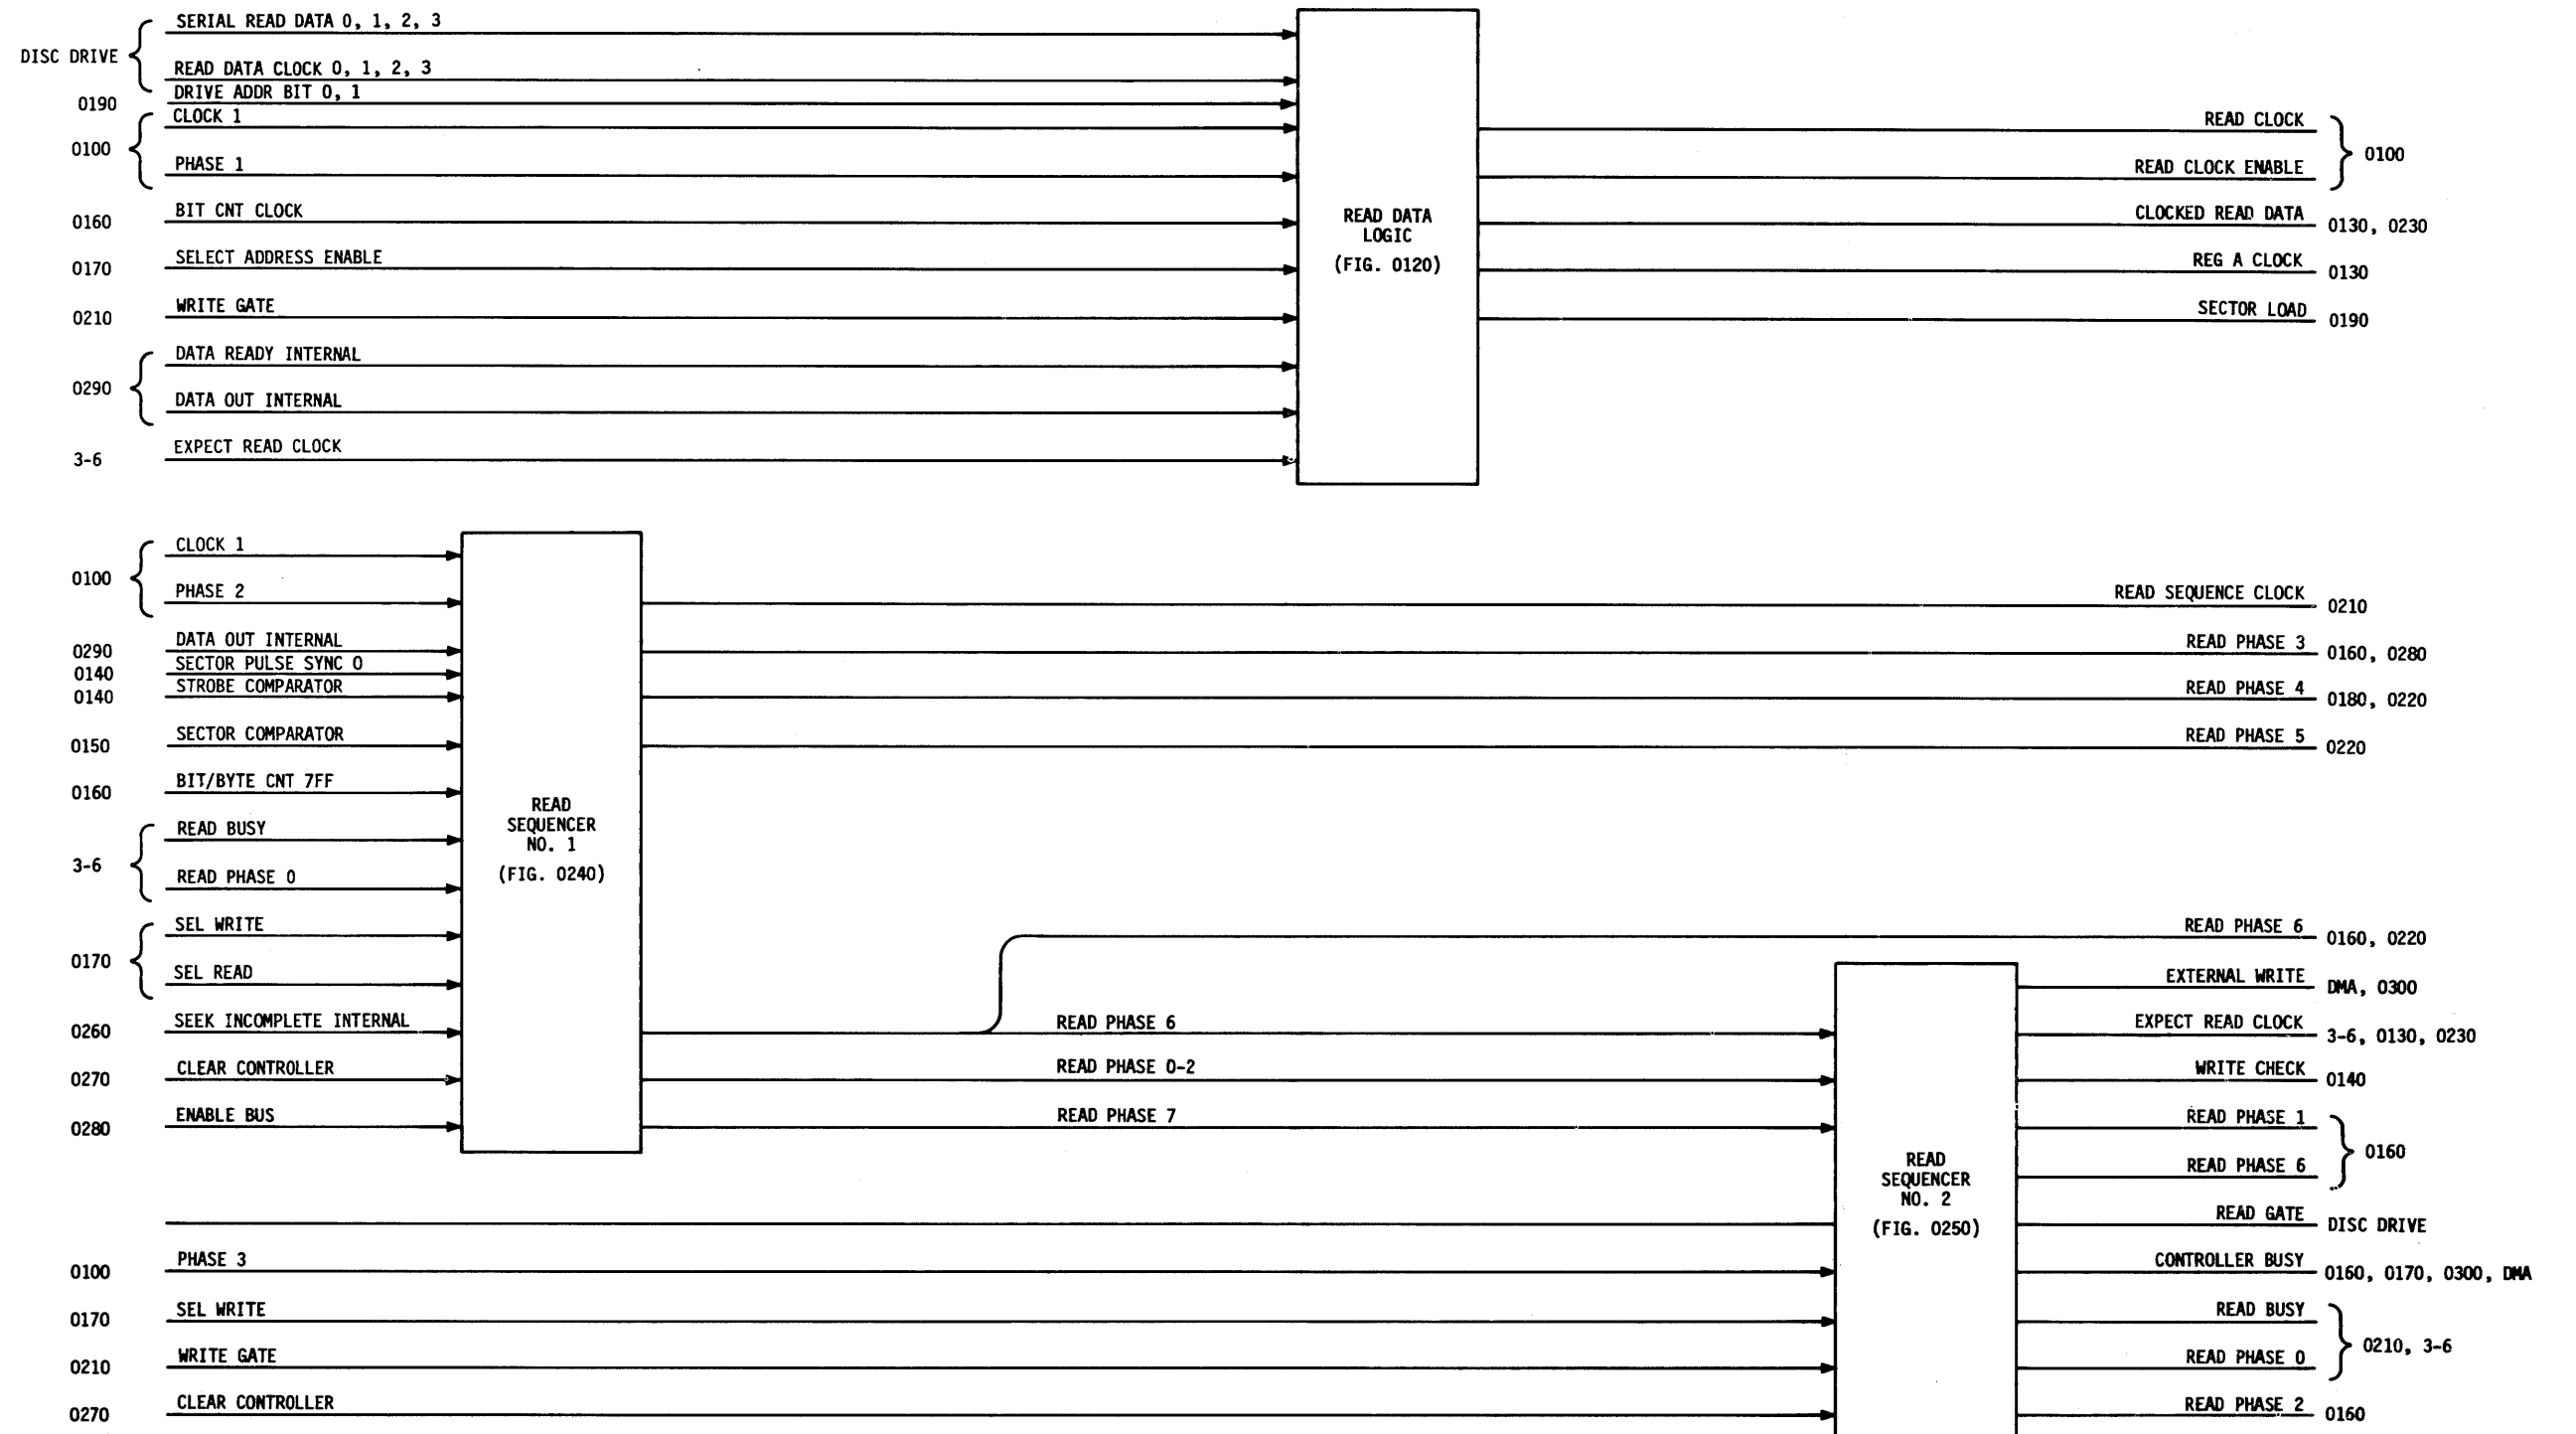 SERIAL READ DATA 0, 1, 2, 3
DISC DRIVE
READ DATA CLOCK 0, 1, 2, 3
0190
DRIVE ADDR BIT 0, 1
CLOCK 1
0100
PHASE 1
0160
BIT CNT CLOCK
0170
SELECT ADDRESS ENABLE
0210
WRITE GATE
DATA READY INTERNAL
0290
DATA OUT INTERNAL
3-6
EXPECT READ CLOCK
READ DATA
LOGIC
(FIG. 0120)
READ CLOCK
READ CLOCK ENABLE
0100
CLOCKED READ DATA
0130, 0230
REG A CLOCK
0130
SECTOR LOAD
0190
CLOCK 1
0100
PHASE 2
0290
DATA OUT INTERNAL
0140
SECTOR PULSE SYNC 0
0140
STROBE COMPARATOR
0150
SECTOR COMPARATOR
0160
BIT/BYTE CNT 7FF
READ BUSY
3-6
READ PHASE 0
SEL WRITE
0170
SEL READ
0260
SEEK INCOMPLETE INTERNAL
0270
CLEAR CONTROLLER
0280
ENABLE BUS
READ
SEQUENCER
NO. 1
(FIG. 0240)
READ SEQUENCE CLOCK
0210
READ PHASE 3
0160, 0280
READ PHASE 4
0180, 0220
READ PHASE 5
0220
READ PHASE 6
0160, 0220
READ PHASE 6
READ PHASE 0-2
READ PHASE 7
0100
PHASE 3
0170
SEL WRITE
0210
WRITE GATE
0270
CLEAR CONTROLLER
READ
SEQUENCER
NO. 2
(FIG. 0250)
EXTERNAL WRITE
DMA, 0300
EXPECT READ CLOCK
3-6, 0130, 0230
WRITE CHECK
0140
READ PHASE 1
READ PHASE 6
0160
READ GATE
DISC DRIVE
CONTROLLER BUSY
0160, 0170, 0300, DMA
READ BUSY
READ PHASE 0
0210, 3-6
READ PHASE 2
0160